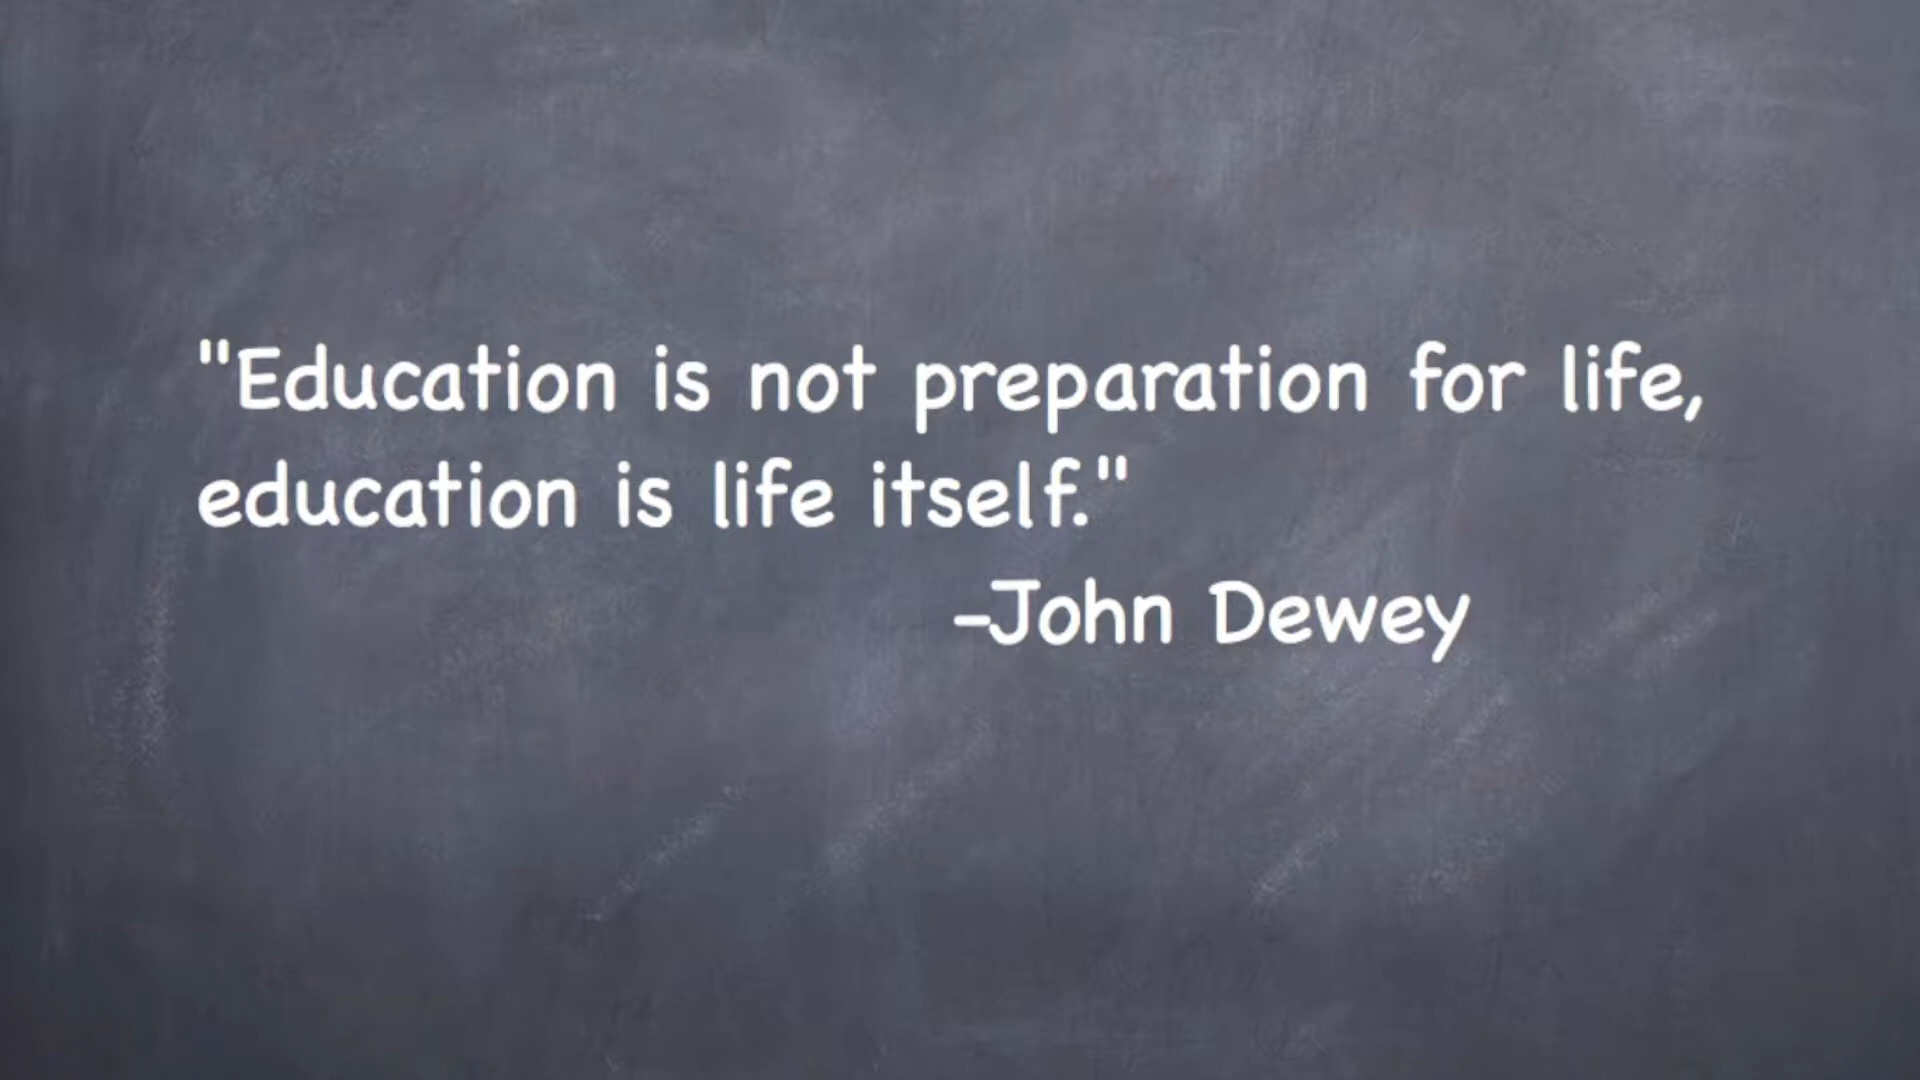 "Education is not preparation for life,
education is life itself."
-John Dewey